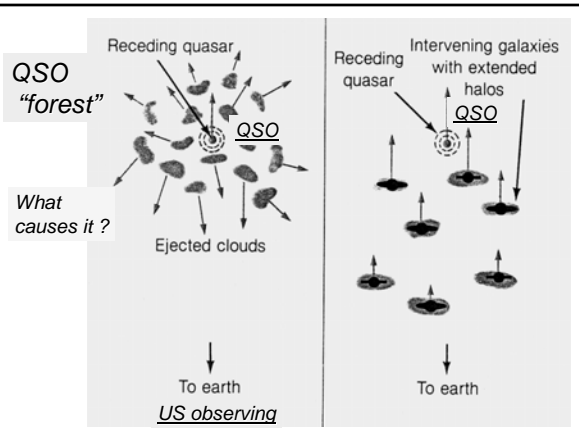 QSO
"forest"
What
causes it ?
Receding quasar
QSO
Ejected clouds
To earth
US observing
Receding
quasar
Intervening galaxies
with extended
halos
QSO
To earth